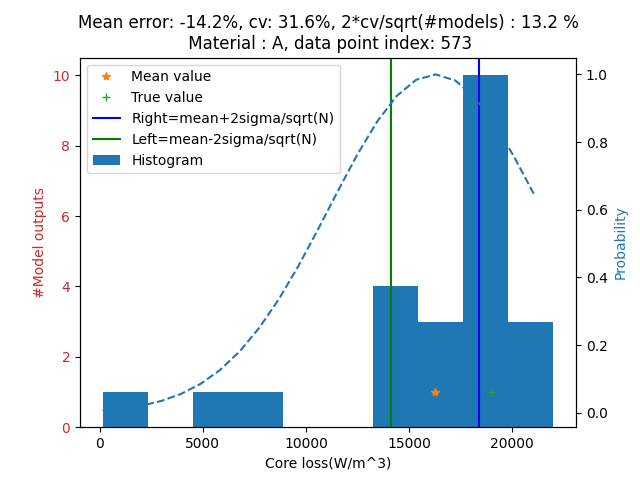 Mean error: -14.2%, cv: 31.6%, 2*cv/sqrt(#models) : 13.2 %
Material : A, data point index: 573
Mean value
True value
Right=mean+2sigma/sqrt(N)
Left=mean-2sigma/sqrt(N)
Histogram
#Model outputs
10
8
6
4
2
0
1.0
0.8
0.6
0.4
0.2
0.0
Probability
0
5000
10000
15000
20000
Core loss(W/m^3)